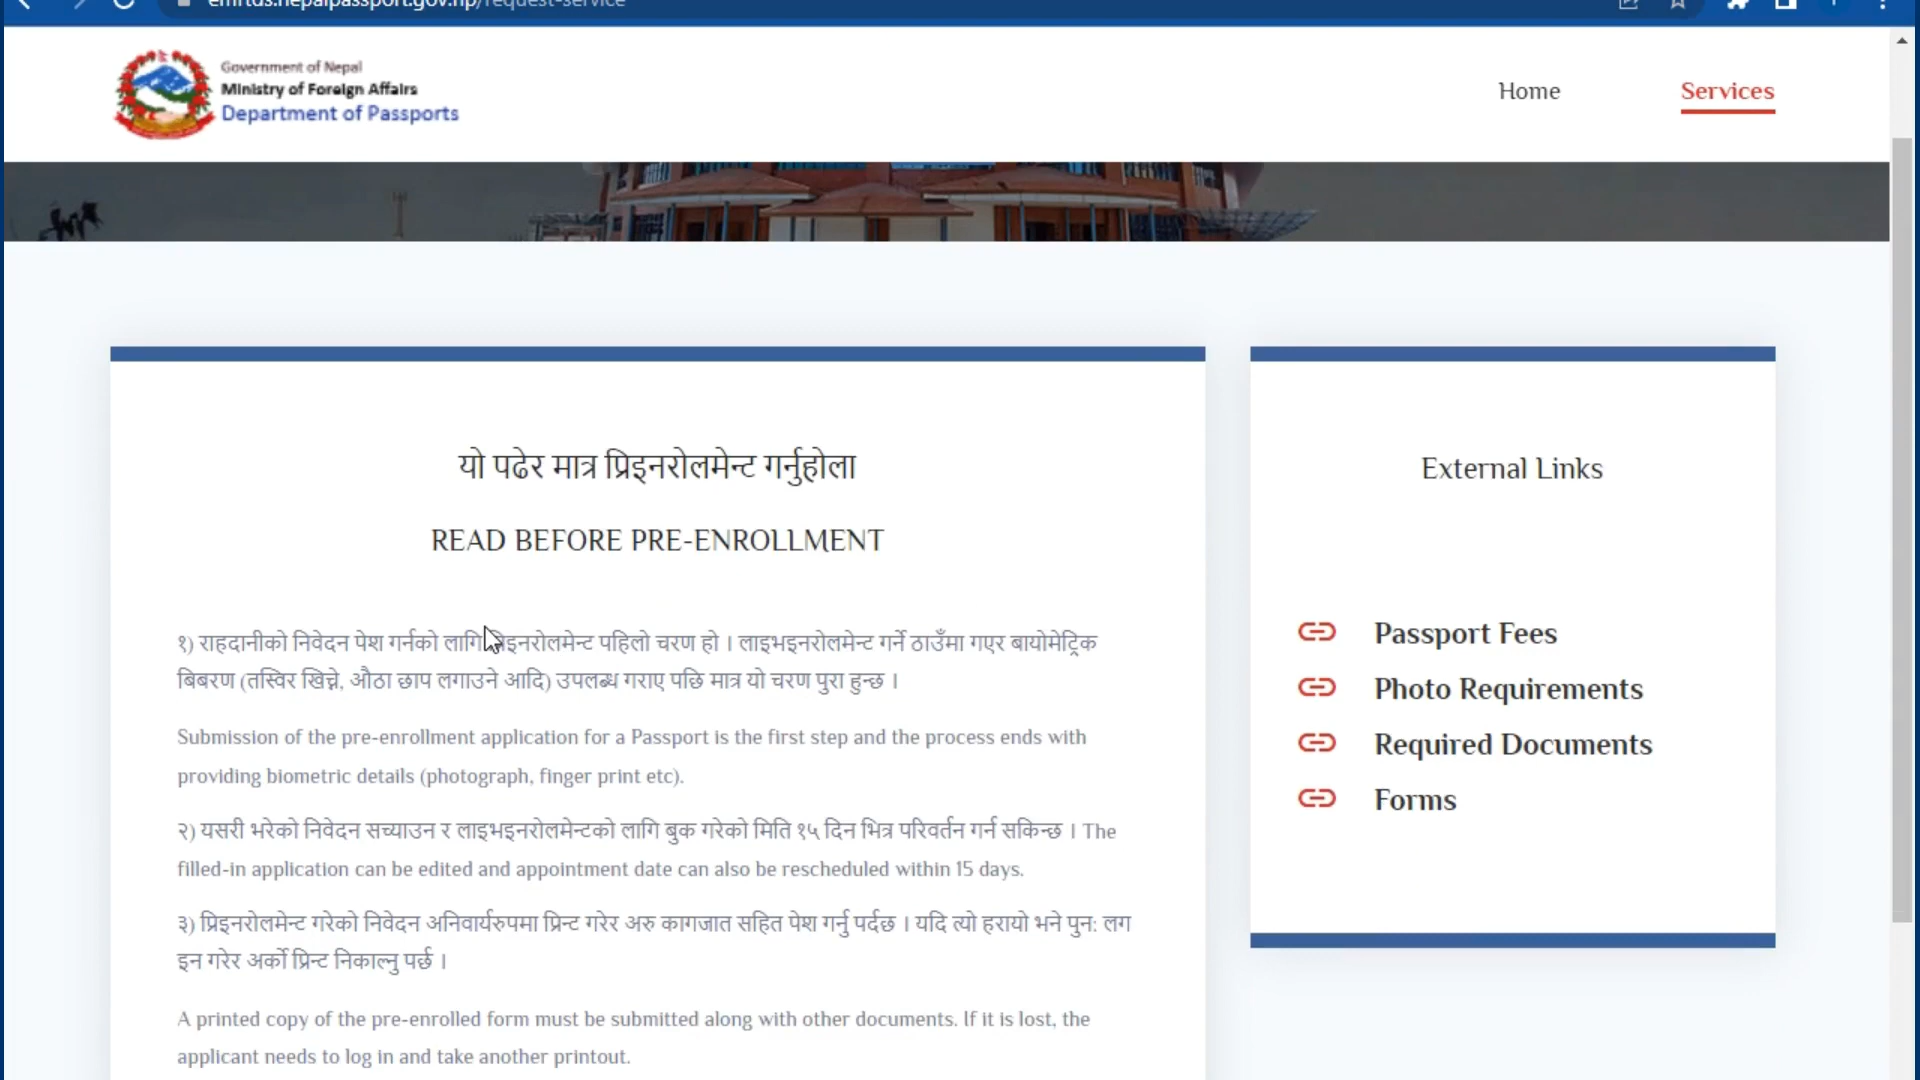 emrtds.nepalpassport.gov.np/request-service
Government of Nepal
Ministry of Foreign Affairs
Department of Passports
Home
Services
यो पढेर मात्र प्रिइनरोलमेन्ट गर्नुहोला
READ BEFORE PRE-ENROLLMENT
१) राहदानीको निवेदन पेश गर्नको लागि प्रिइनरोलमेन्ट पहिलो चरण हो । लाइभइनरोलमेन्ट गर्ने ठाउँमा गएर बायोमेट्रिक
बिबरण (तस्विर खिच्ने, औठा छाप लगाउने आदि) उपलब्ध गराए पछि मात्र यो चरण पुरा हुन्छ ।
Submission of the pre-enrollment application for a Passport is the first step and the process ends with
providing biometric details (photograph, finger print etc).
२) यसरी भरेको निवेदन सच्याउन र लाइभइनरोलमेन्टको लागि बुक गरेको मिति १५ दिन भित्र परिवर्तन गर्न सकिन्छ । The
filled-in application can be edited and appointment date can also be rescheduled within 15 days.
३) प्रिइनरोलमेन्ट गरेको निवेदन अनिवार्यरुपमा प्रिन्ट गरेर अरु कागजात सहित पेश गर्नु पर्दछ । यदि त्यो हरायो भने पुन: लग
इन गरेर अर्को प्रिन्ट निकाल्नु पर्छ ।
A printed copy of the pre-enrolled form must be submitted along with other documents. If it is lost, the
applicant needs to log in and take another printout.
External Links
Passport Fees
Photo Requirements
Required Documents
Forms